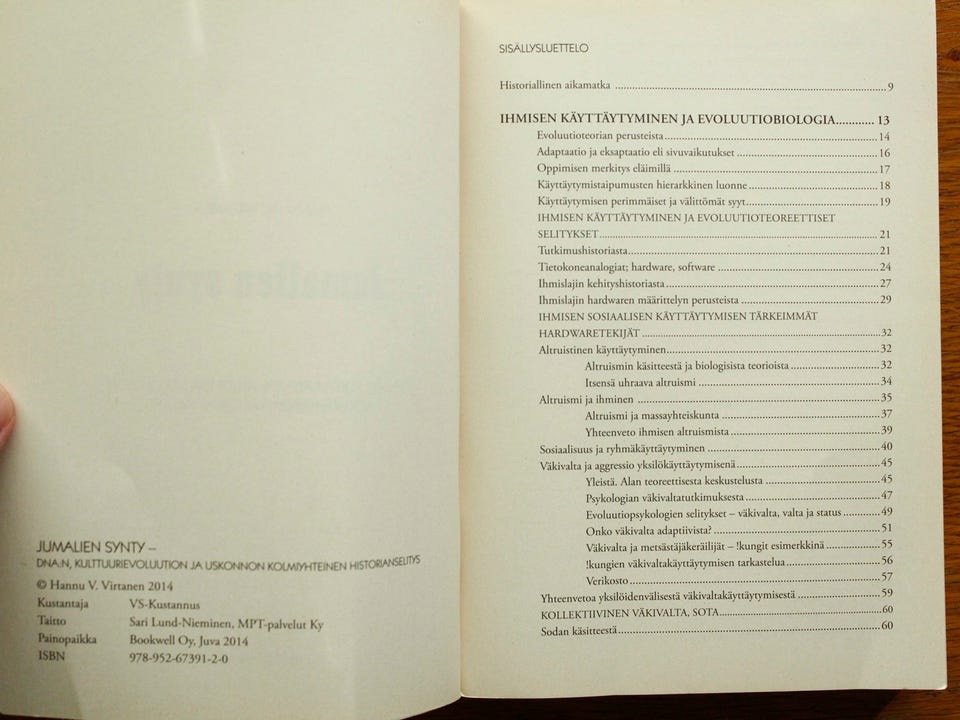 JUMALIEN SYNTY –
DNA:N, KULTTUURIEVOLUUTION JA USKONNON KOLMIYHTEINEN HISTORIANSELITYS
© Hannu V. Virtanen 2014
Kustantaja VS-Kustannus
Taitto Sari Lund-Nieminen, MPT-palvelut Ky
Painopaikka Bookwell Oy, Juva 2014
ISBN 978-952-67391-2-0
SISÄLLYSLUETTELO
Historiallinen aikamatka ........ 9
IHMISEN KÄYTTÄYTYMINEN JA EVOLUUTIOBIOLOGIA........ 13
Evoluutioteorian perusteista........ 14
Adaptaatio ja eksaptaatio eli sivuvaikutukset ........ 16
Oppimisen merkitys eläimillä ........ 17
Käyttäytymistaipumusten hierarkkinen luonne........ 18
Käyttäytymisen perimmäiset ja välittömät syyt........ 19
IHMISEN KÄYTTÄYTYMINEN JA EVOLUUTIOTEOREETTISET
SELITYKSET........ 21
Tutkimushistoriasta........ 21
Tietokoneanalogiat; hardware, software ........ 24
Ihmislajin kehityshistoriasta........ 27
Ihmislajin hardwaren määrittelyn perusteista ........ 29
IHMISEN SOSIAALISEN KÄYTTÄYTYMISEN TÄRKEIMMÄT
HARDWARETEKIJÄT ........ 32
Altruistinen käyttäytyminen........ 32
Altruismin käsitteestä ja biologisista teorioista ........ 32
Itsensä uhraava altruismi ........ 34
Altruismi ja ihminen ........ 35
Altruismi ja massayhteiskunta ........ 37
Yhteenveto ihmisen altruismista........ 39
Sosiaalisuus ja ryhmäkäyttäytyminen ........ 40
Väkivalta ja aggressio yksilökäyttäytymisenä........ 45
Yleistä. Alan teoreettisesta keskustelusta ........ 45
Psykologian väkivaltatutkimuksesta........ 47
Evoluutiopsykologien selitykset – väkivalta, valta ja status ........ 49
Onko väkivalta adaptiivista?........ 51
Väkivalta ja metsästäjäkeräilijät – !kungit esimerkkinä........ 55
!kungien väkivaltakäyttäytymisen tarkastelua........ 56
Verikosto........ 57
Yhteenvetoa yksilöidenvälisestä väkivaltakäyttäytymisestä ........ 59
KOLLEKTIIVINEN VÄKIVALTA, SOTA........ 60
Sodan käsitteestä........ 60